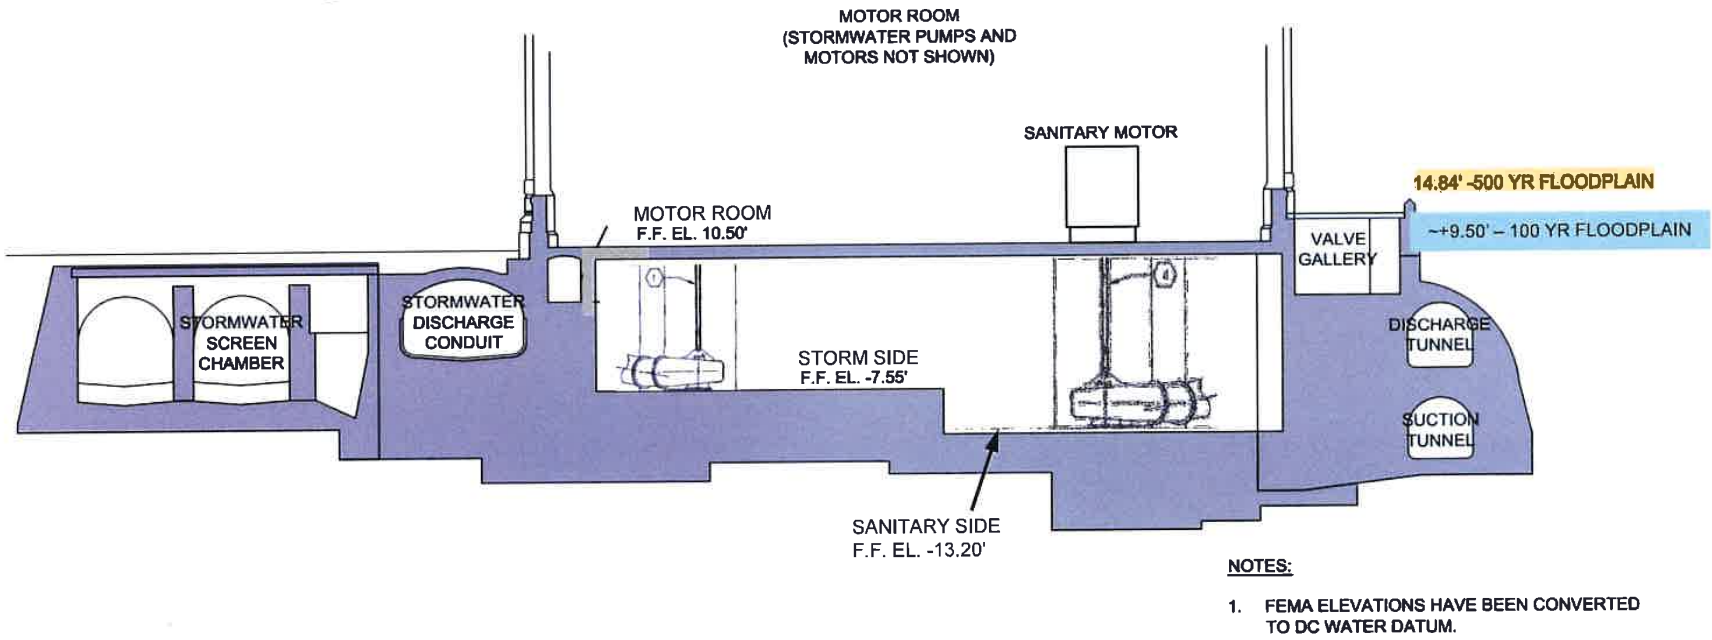 MOTOR ROOM
(STORMWATER PUMPS AND
MOTORS NOT SHOWN)
SANITARY MOTOR
14.84' -500 YR FLOODPLAIN
~+9.50' – 100 YR FLOODPLAIN
MOTOR ROOM
F.F. EL. 10.50'
VALVE
GALLERY
1
4
STORMWATER
SCREEN
CHAMBER
STORMWATER
DISCHARGE
CONDUIT
STORM SIDE
F.F. EL. -7.55'
DISCHARGE
TUNNEL
SUCTION
TUNNEL
SANITARY SIDE
F.F. EL. -13.20'
NOTES:
1. FEMA ELEVATIONS HAVE BEEN CONVERTED
TO DC WATER DATUM.